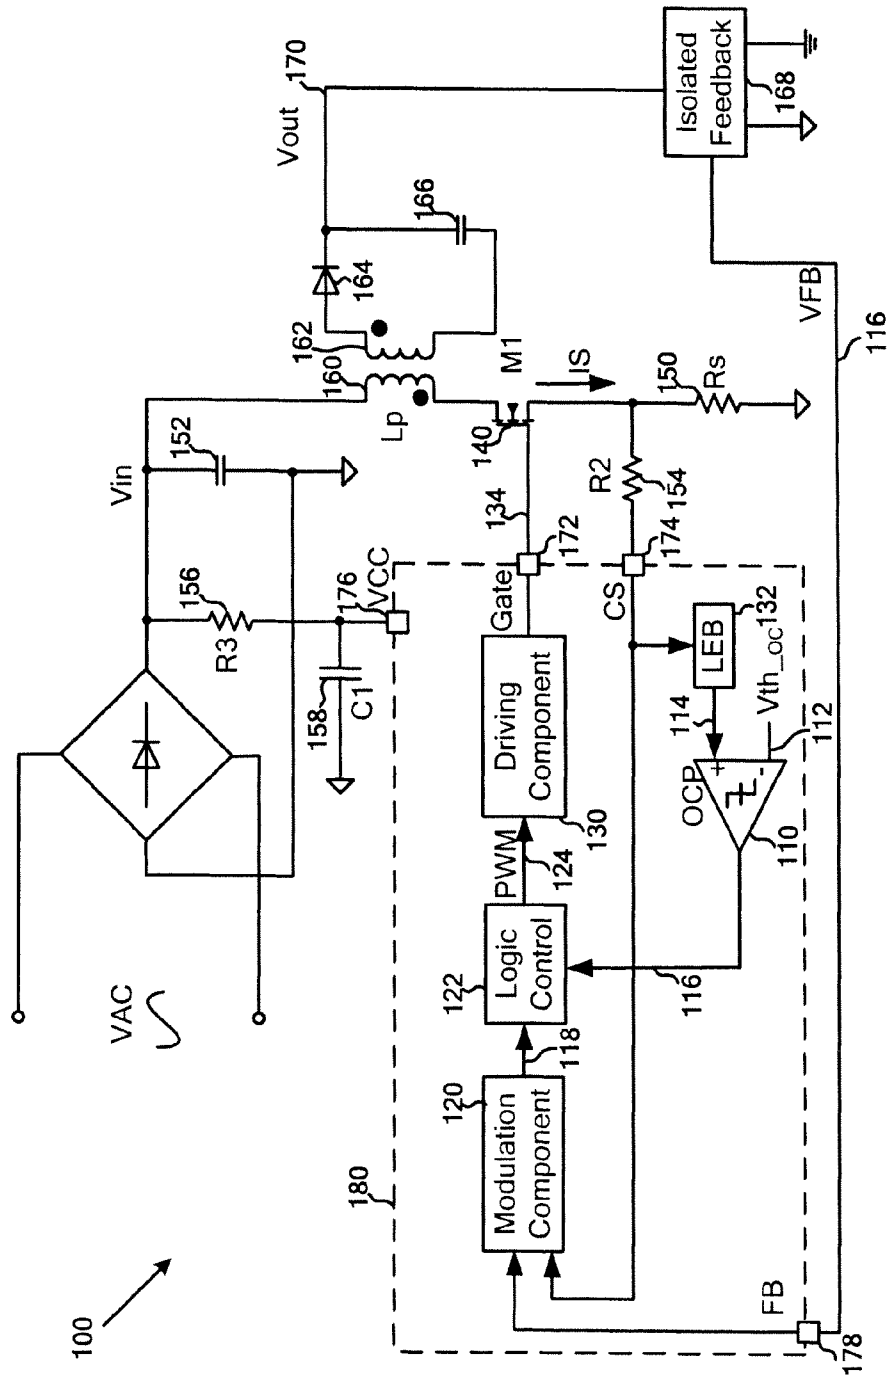 100
VAC
Vin
152
156
R3
158
C1
176
VCC
160
Lp
162
164
166
Vout
170
Isolated
Feedback
168
M1
140
IS
134
172
Gate
R2
154
150
Rs
VFB
116
174
CS
180
120
Modulation
Component
118
122
Logic
Control
PWM
124
Driving
Component
130
LEB
132
114
Vth_oc
112
OCP
+
-
110
116
FB
178